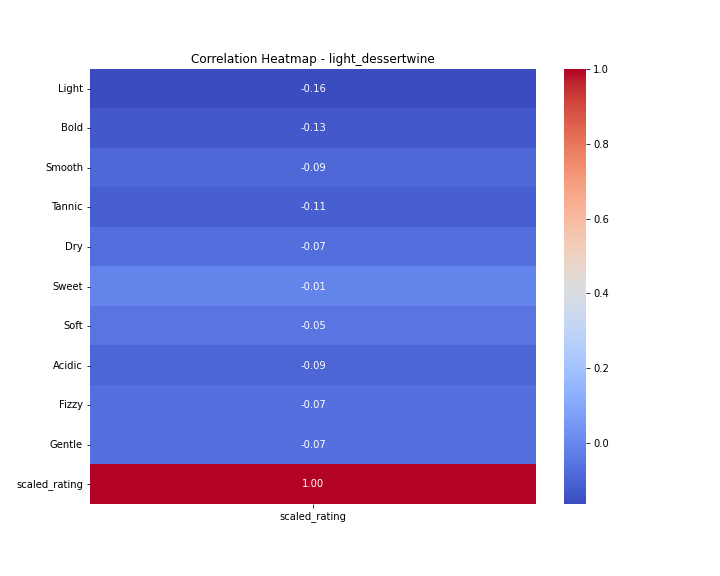 Correlation Heatmap - light_dessertwine
Light -0.16
Bold -0.13
Smooth -0.09
Tannic -0.11
Dry -0.07
Sweet -0.01
Soft -0.05
Acidic -0.09
Fizzy -0.07
Gentle -0.07
scaled_rating 1.00
scaled_rating
1.0
0.8
0.6
0.4
0.2
0.0